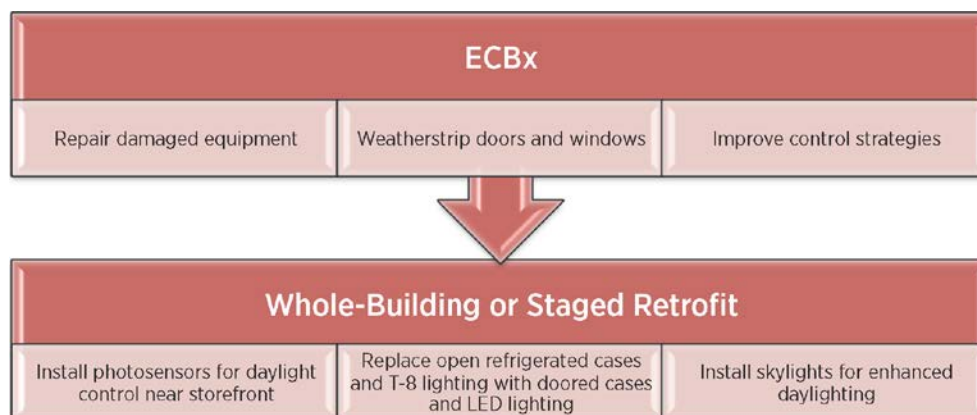 ECBx
Repair damaged equipment
Weatherstrip doors and windows
Improve control strategies
Whole-Building or Staged Retrofit
Install photosensors for daylight
control near storefront
Replace open refrigerated cases
and T-8 lighting with doored cases
and LED lighting
Install skylights for enhanced
daylighting